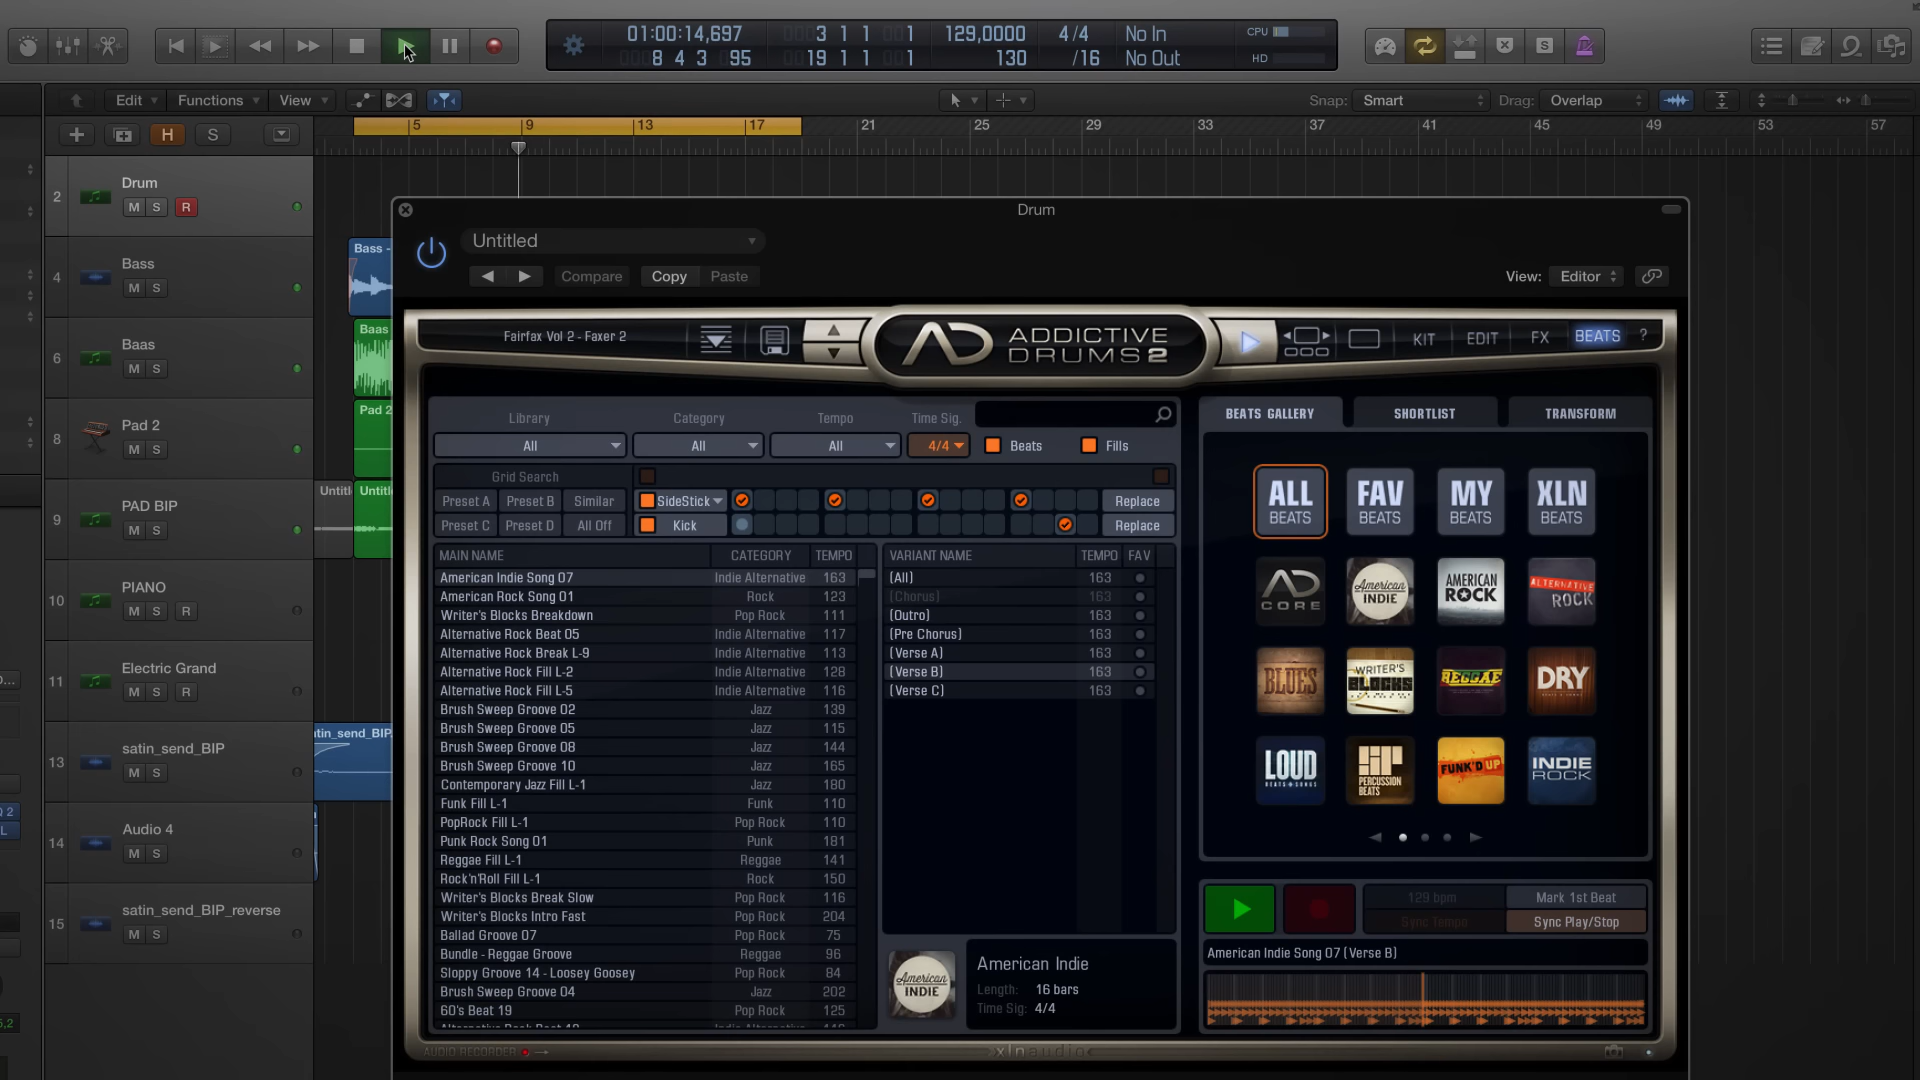 01:00:14,697
8 4 3 95
3 1 1 1
19 1 1 1
129,0000
130
4/4
/16
No In
No Out
CPU
HD
Edit
Functions
View
Snap: Smart
Drag: Overlap
H
S
5 9 13 17 21 25 29 33 37 41 45 49 53 57
2
Drum
M S R
4
Bass
M S
6
Baas
M S
8
Pad 2
M S
9
PAD BIP
M S
10
PIANO
M S R
11
Electric Grand
M S R
13
satin_send_BIP
M S
14
Audio 4
M S
15
satin_send_BIP_reverse
M S
Bass -
Baas
Pad 2
Untitl
Untitl
tin_send_BIP
Drum
Untitled
Compare
Copy
Paste
View: Editor
Fairfax Vol 2 - Faxer 2
AD ADDICTIVE DRUMS 2
KIT
EDIT
FX
BEATS
?
Library
Category
Tempo
Time Sig.
All
All
All
4/4
Beats
Fills
Grid Search
Preset A
Preset B
Similar
SideStick
Replace
Preset C
Preset D
All Off
Kick
Replace
MAIN NAME CATEGORY TEMPO
American Indie Song 07 Indie Alternative 163
American Rock Song 01 Rock 123
Writer's Blocks Breakdown Pop Rock 111
Alternative Rock Beat 05 Indie Alternative 117
Alternative Rock Break L-9 Indie Alternative 113
Alternative Rock Fill L-2 Indie Alternative 128
Alternative Rock Fill L-5 Indie Alternative 116
Brush Sweep Groove 02 Jazz 139
Brush Sweep Groove 05 Jazz 115
Brush Sweep Groove 08 Jazz 144
Brush Sweep Groove 10 Jazz 165
Contemporary Jazz Fill L-1 Jazz 180
Funk Fill L-1 Funk 110
PopRock Fill L-1 Pop Rock 110
Punk Rock Song 01 Punk 181
Reggae Fill L-1 Reggae 141
Rock'n'Roll Fill L-1 Rock 150
Writer's Blocks Break Slow Pop Rock 116
Writer's Blocks Intro Fast Pop Rock 204
Ballad Groove 07 Pop Rock 75
Bundle - Reggae Groove Reggae 96
Sloppy Groove 14 - Loosey Goosey Pop Rock 84
Brush Sweep Groove 04 Jazz 202
60's Beat 19 Pop Rock 125
VARIANT NAME TEMPO FAV
(All) 163
(Chorus) 163
(Outro) 163
(Pre Chorus) 163
(Verse A) 163
(Verse B) 163
(Verse C) 163
American INDIE
American Indie
Length: 16 bars
Time Sig: 4/4
BEATS GALLERY
SHORTLIST
TRANSFORM
ALL BEATS
FAV BEATS
MY BEATS
XLN BEATS
AD CORE
American INDIE
AMERICAN ROCK
ALTERNATIVE ROCK
BLUES
WRITER'S BLOCKS
REGGAE
DRY
LOUD
PERCUSSION BEATS
FUNK'D UP
INDIE ROCK
129 bpm
Mark 1st Beat
Sync Tempo
Sync Play/Stop
American Indie Song 07 (Verse B)
AUDIO RECORDER
xlnaudio